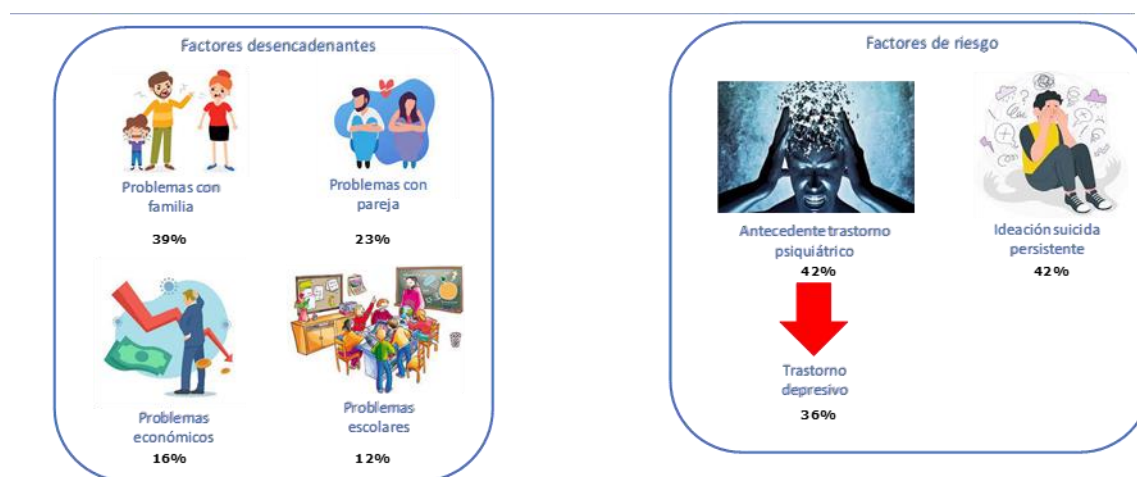 Factores desencadenantes
Problemas con
familia
39%
Problemas con
pareja
23%
Problemas
económicos
16%
Problemas
escolares
12%
Factores de riesgo
Antecedente trastorno
psiquiátrico
42%
Trastorno
depresivo
36%
Ideación suicida
persistente
42%